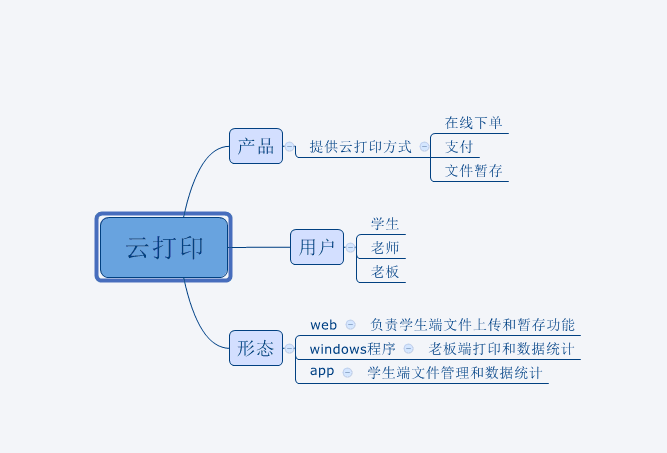 云打印
产品
提供云打印方式
在线下单
支付
文件暂存
用户
学生
老师
老板
形态
web
负责学生端文件上传和暂存功能
windows程序
老板端打印和数据统计
app
学生端文件管理和数据统计